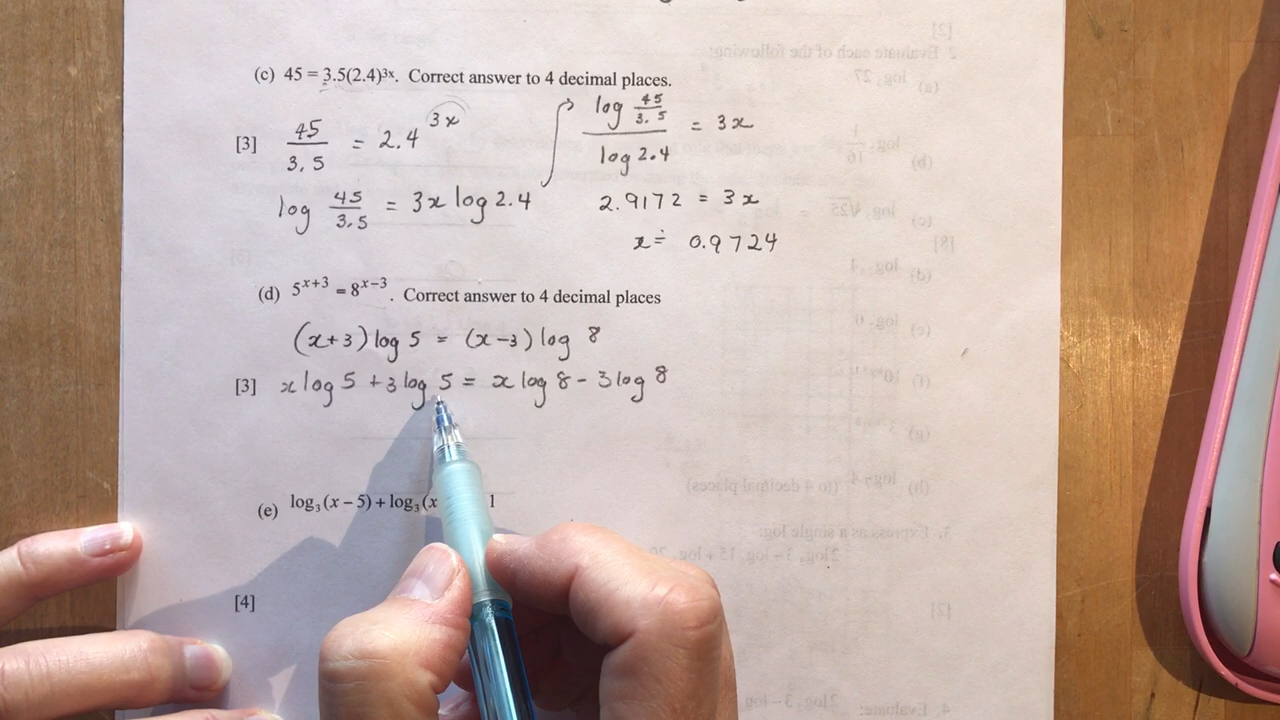 (c) 45 = 3.5(2.4)³ˣ. Correct answer to 4 decimal places.
[3] 45/3.5 = 2.4^3x
log 45/3.5 = 3x log 2.4
log 45/3.5 / log 2.4 = 3x
2.9172 = 3x
x ≐ 0.9724
(d) 5^x+3 = 8^x−3. Correct answer to 4 decimal places
(x+3) log 5 = (x−3) log 8
[3] x log 5 + 3 log 5 = x log 8 − 3 log 8
(e) log₃(x − 5) + log₃(x 1
[4]